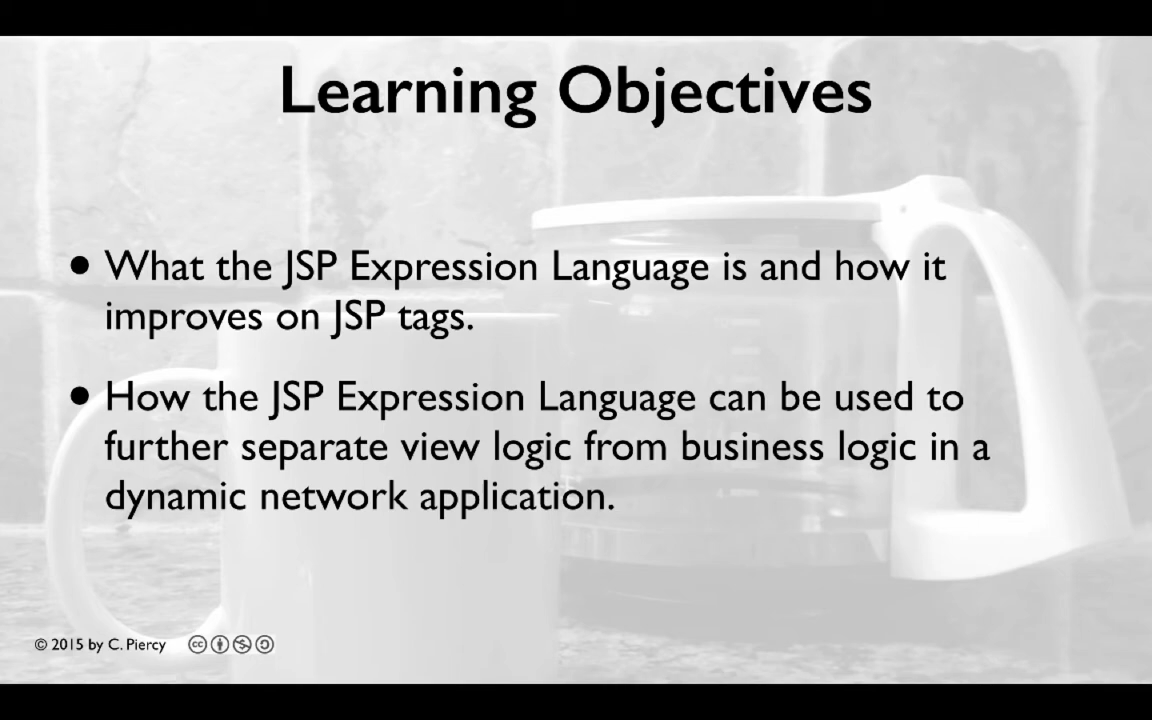 Learning Objectives
• What the JSP Expression Language is and how it
improves on JSP tags.
• How the JSP Expression Language can be used to
further separate view logic from business logic in a
dynamic network application.
© 2015 by C. Piercy